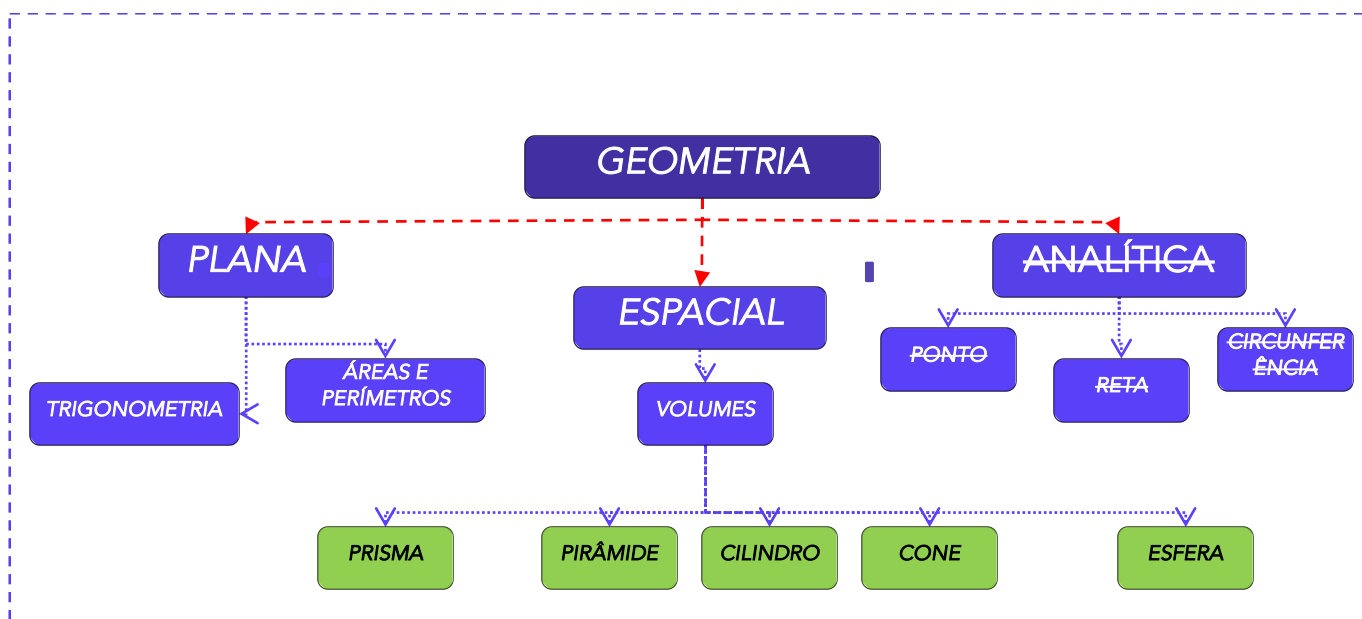 GEOMETRIA
PLANA
ESPACIAL
ANALÍTICA
TRIGONOMETRIA
ÁREAS E
PERÍMETROS
VOLUMES
PONTO
RETA
CIRCUNFER
ÊNCIA
PRISMA
PIRÂMIDE
CILINDRO
CONE
ESFERA